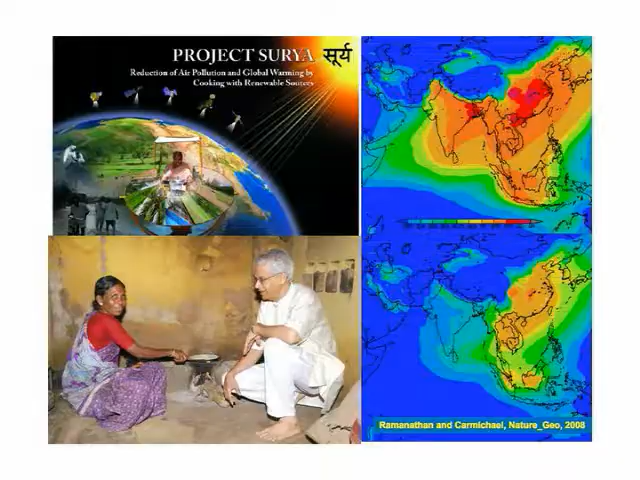 PROJECT SURYA सूर्य
Reduction of Air Pollution and Global Warming by
Cooking with Renewable Sources
Ramanathan and Carmichael, Nature_Geo, 2008